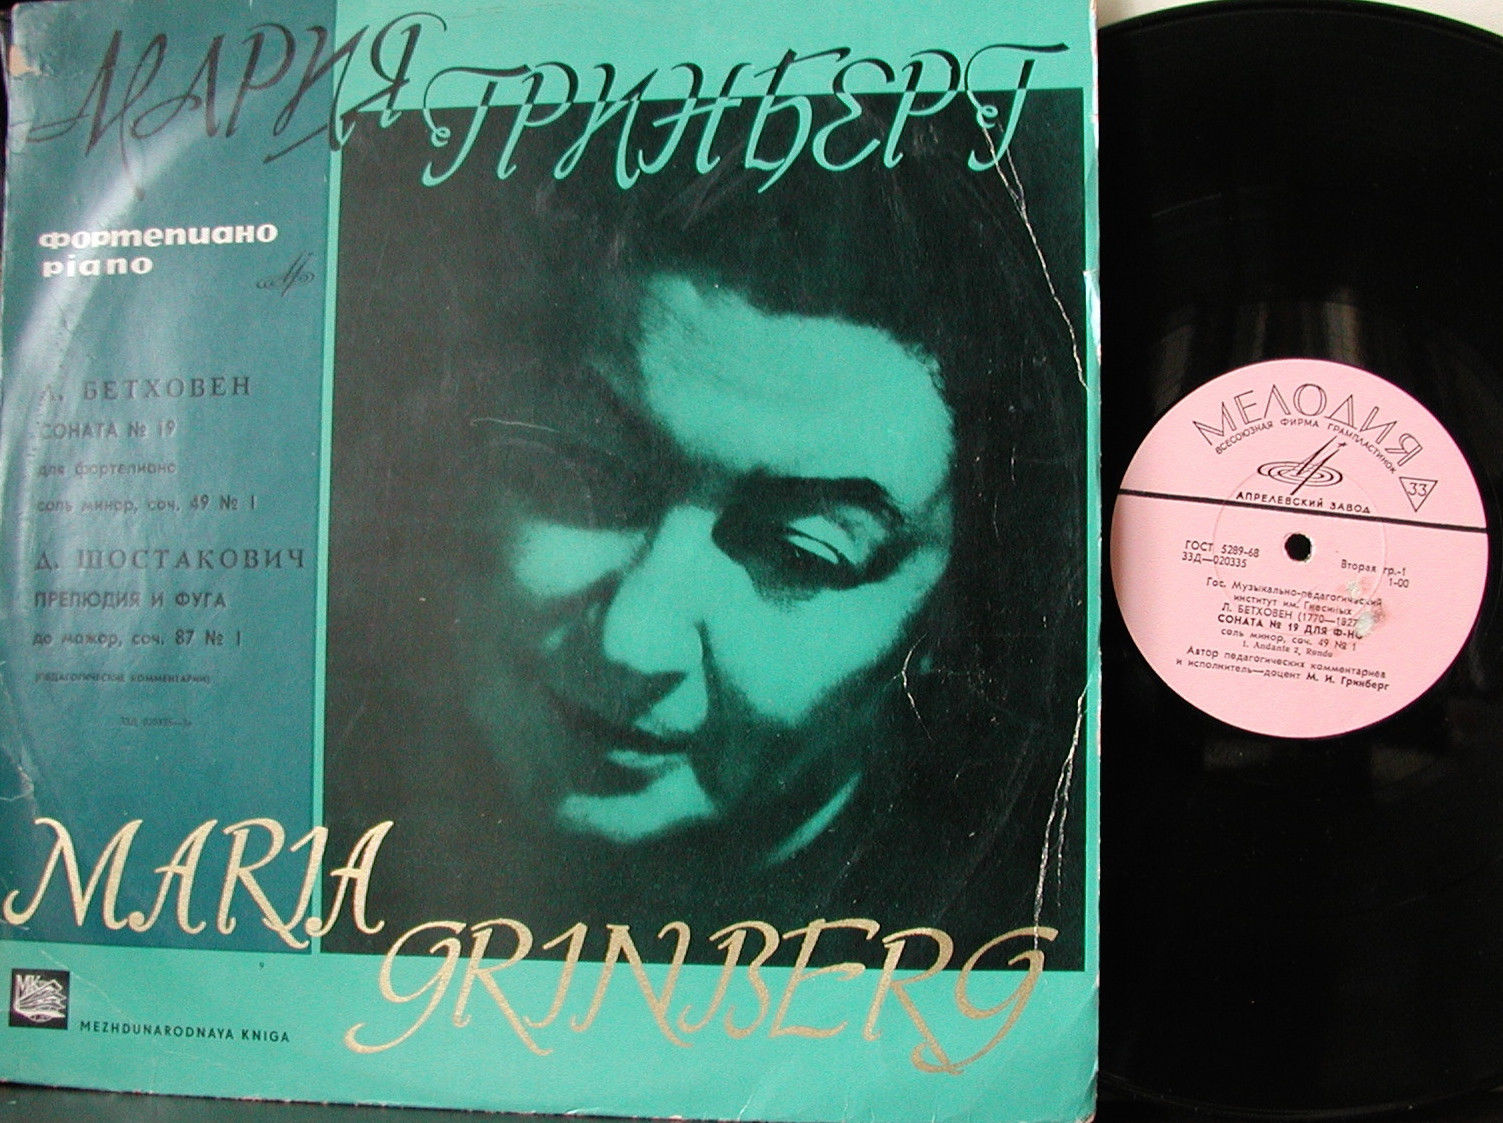 МАРИЯ
ГРИНБЕРГ
фортепиано
piano
Л. БЕТХОВЕН
СОНАТА № 19
для фортепиано
соль минор, соч. 49 № 1
Д. ШОСТАКОВИЧ
ПРЕЛЮДИЯ И ФУГА
до мажор, соч. 87 № 1
(ПЕДАГОГИЧЕСКИЕ КОММЕНТАРИИ)
MARIA
GRINBERG
9
MK
MEZHDUNARODNAYA KNIGA
МЕЛОДИЯ
ВСЕСОЮЗНАЯ ФИРМА ГРАМПЛАСТИНОК
33
АПРЕЛЕВСКИЙ ЗАВОД
ГОСТ 5289-68
33Д—020335
Вторая гр.-1
1-00
Гос. Музыкально-педагогический
институт им. Гнесиных
Л. БЕТХОВЕН (1770—1827
СОНАТА № 19 ДЛЯ Ф-НО
соль минор, соч. 49 № 1
1. Andante 2. Rondo
Автор педагогических комментариев
и исполнитель—доцент М. И. Гринберг